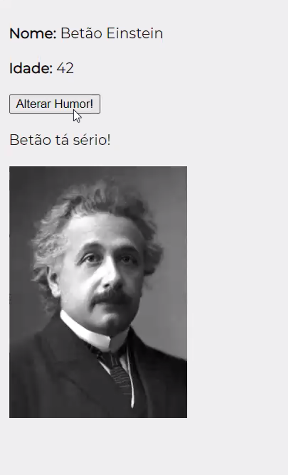 Nome: Betão Einstein
Idade: 42
Alterar Humor!
Betão tá sério!